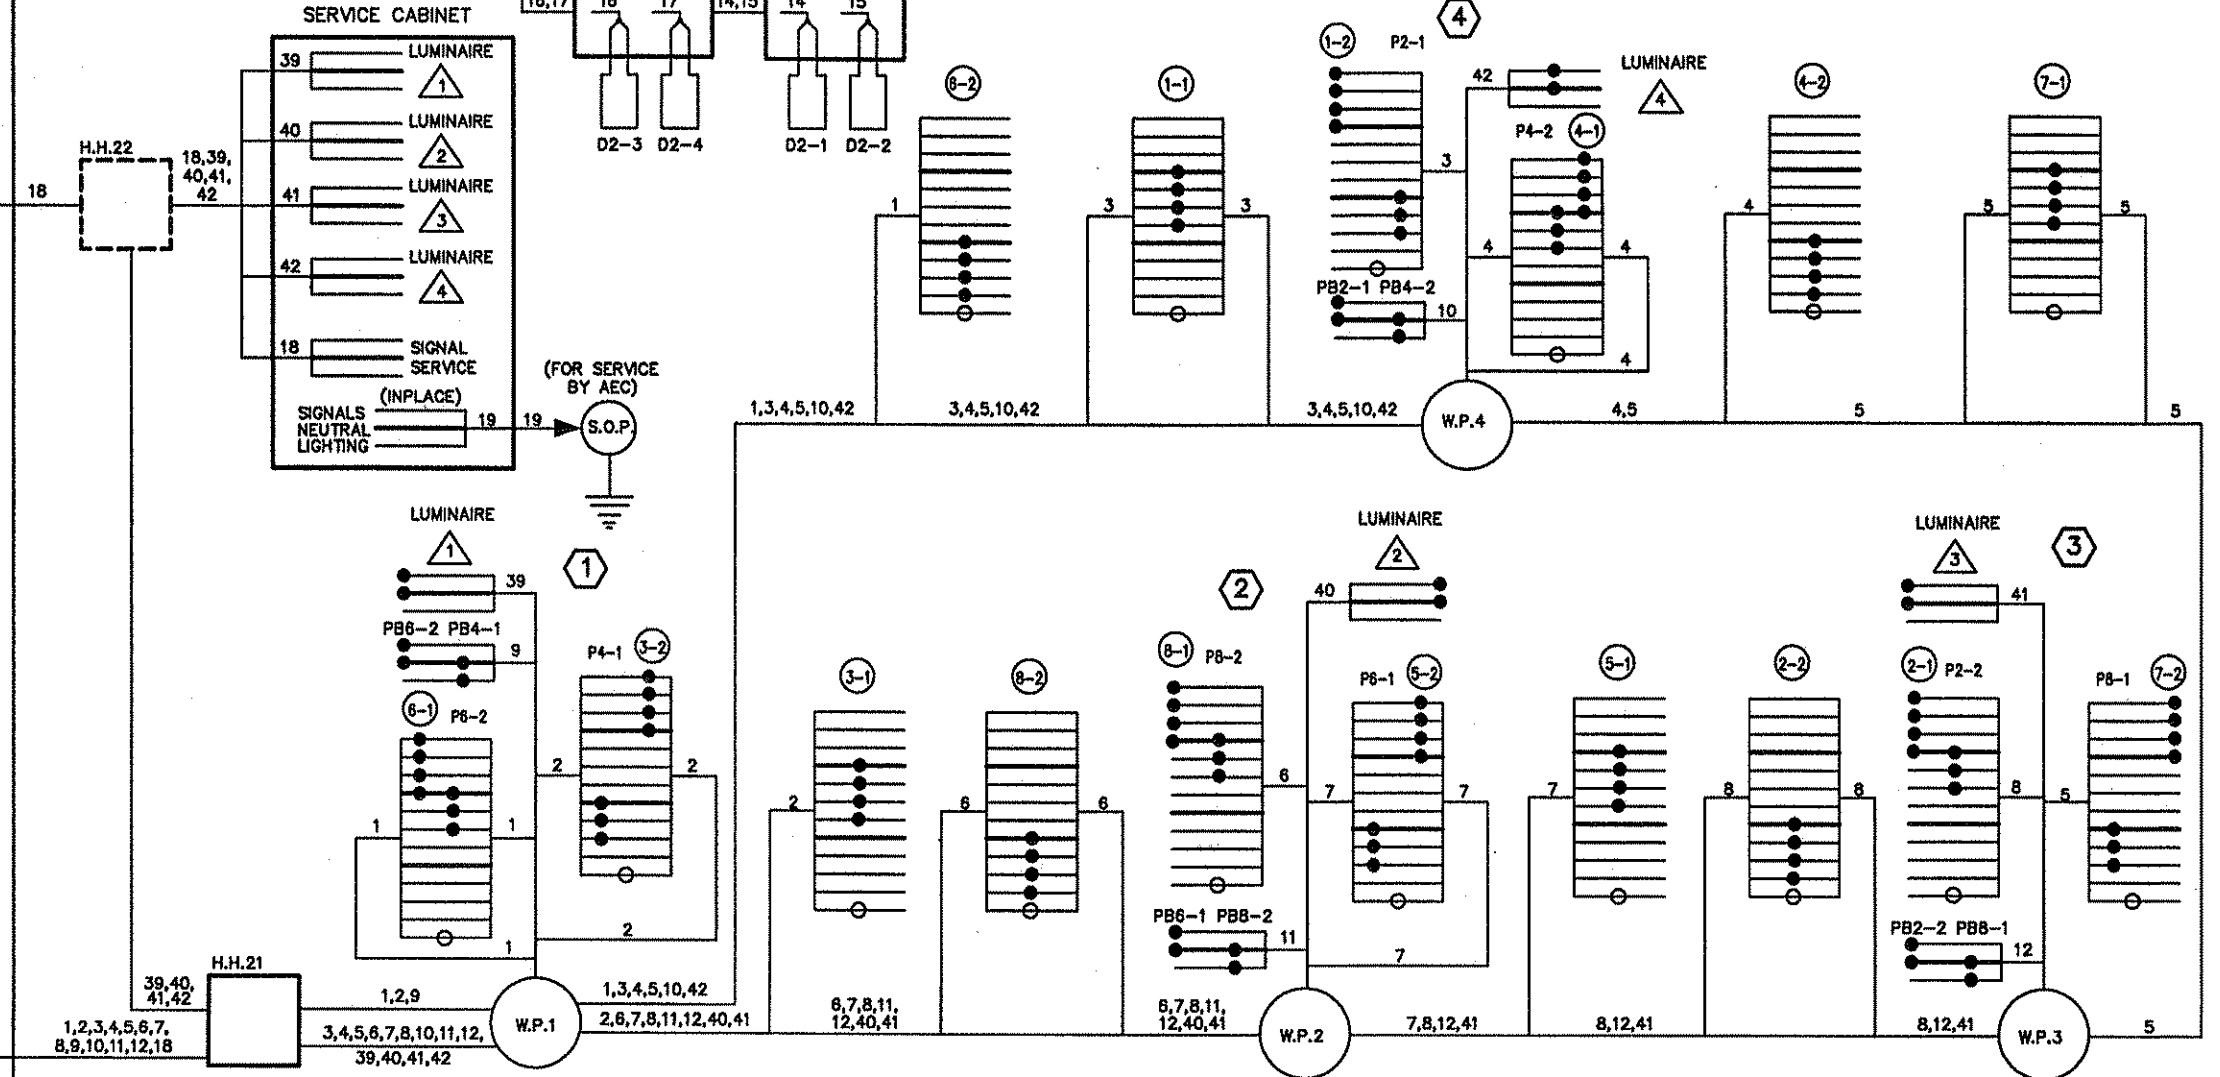 SERVICE CABINET
39
LUMINAIRE
1
40
LUMINAIRE
2
41
LUMINAIRE
3
42
LUMINAIRE
4
18
SIGNAL
SERVICE
(INPLACE)
SIGNALS
NEUTRAL
LIGHTING
19
19
(FOR SERVICE
BY AEC)
S.O.P.
H.H.22
18
18,39,
40,41,
42
16,17
16
17
14,15
14
15
D2-3
D2-4
D2-1
D2-2
6-2
1
1-1
3
3
1-2
P2-1
3
4
42
LUMINAIRE
4
P4-2
4-1
4
4
4
PB2-1 PB4-2
10
4-2
4
7-1
5
5
1,3,4,5,10,42
3,4,5,10,42
3,4,5,10,42
W.P.4
4,5
5
5
LUMINAIRE
1
1
39
PB6-2 PB4-1
9
6-1
P6-2
1
1
1
P4-1
3-2
2
2
2
3-1
2
8-2
6
6
2
LUMINAIRE
2
40
8-1
P8-2
6
P6-1
5-2
7
7
7
PB6-1 PB8-2
11
5-1
7
2-2
8
8
LUMINAIRE
3
3
41
2-1
P2-2
8
P8-1
7-2
5
PB2-2 PB8-1
12
H.H.21
39,40,
41,42
1,2,3,4,5,6,7,
8,9,10,11,12,18
1,2,9
3,4,5,6,7,8,10,11,12,
39,40,41,42
W.P.1
1,3,4,5,10,42
2,6,7,8,11,12,40,41
6,7,8,11,
12,40,41
6,7,8,11,
12,40,41
W.P.2
7,8,12,41
8,12,41
8,12,41
W.P.3
5